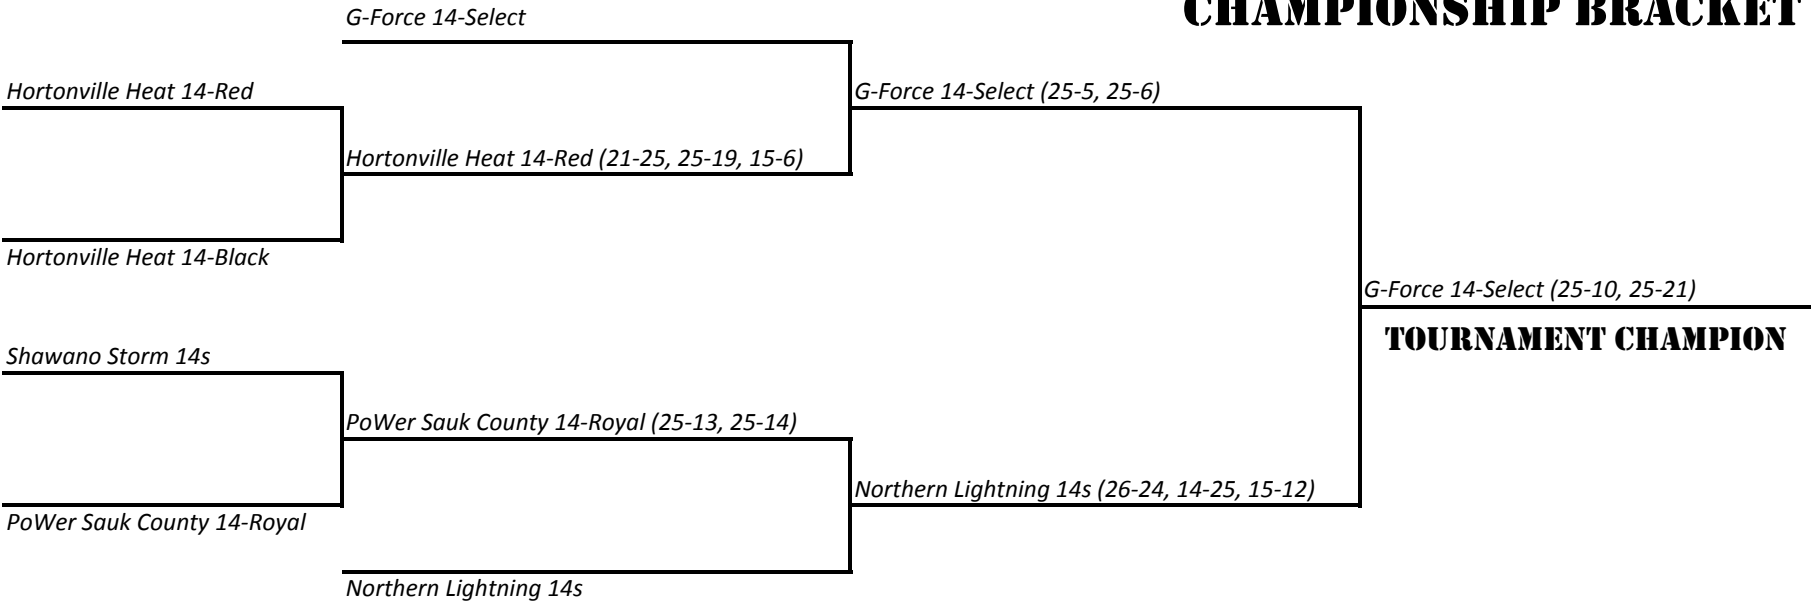 CHAMPIONSHIP BRACKET
G-Force 14-Select
Hortonville Heat 14-Red
G-Force 14-Select (25-5, 25-6)
Hortonville Heat 14-Red (21-25, 25-19, 15-6)
Hortonville Heat 14-Black
G-Force 14-Select (25-10, 25-21)
TOURNAMENT CHAMPION
Shawano Storm 14s
PoWer Sauk County 14-Royal (25-13, 25-14)
Northern Lightning 14s (26-24, 14-25, 15-12)
PoWer Sauk County 14-Royal
Northern Lightning 14s